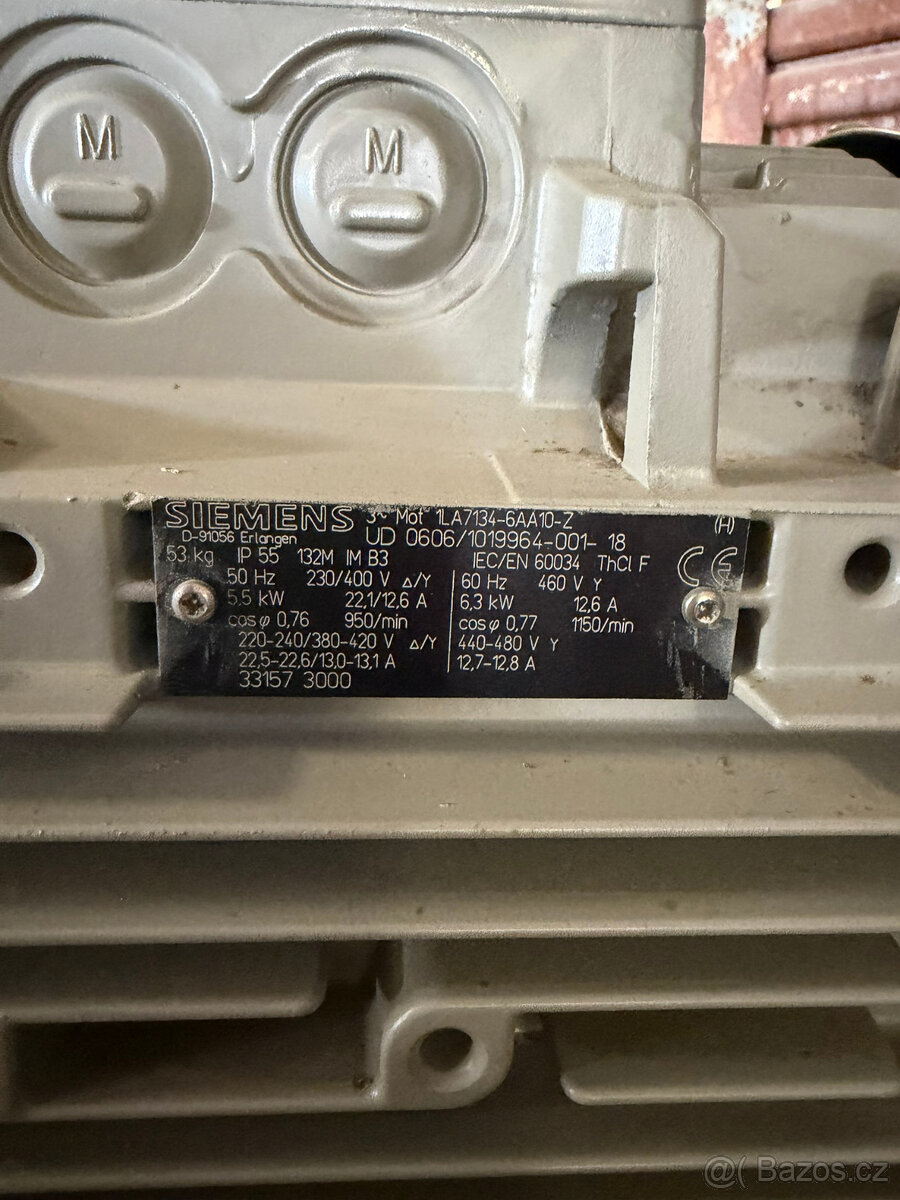 M M
SIEMENS 3~ Mot 1LA7134-6AA10-Z (H)
D-91056 Erlangen UD 0606/1019964-001-18
53 kg IP 55 132M IM B3 IEC/EN 60034 ThCl F CE
50 Hz 230/400 V Δ/Y 60 Hz 460 V Y
5,5 kW 22,1/12,6 A 6,3 kW 12,6 A
cos φ 0,76 950/min cos φ 0,77 1150/min
220-240/380-420 V Δ/Y 440-480 V Y
22,5-22,6/13,0-13,1 A 12,7-12,8 A
33157 3000
@( Bazos.cz